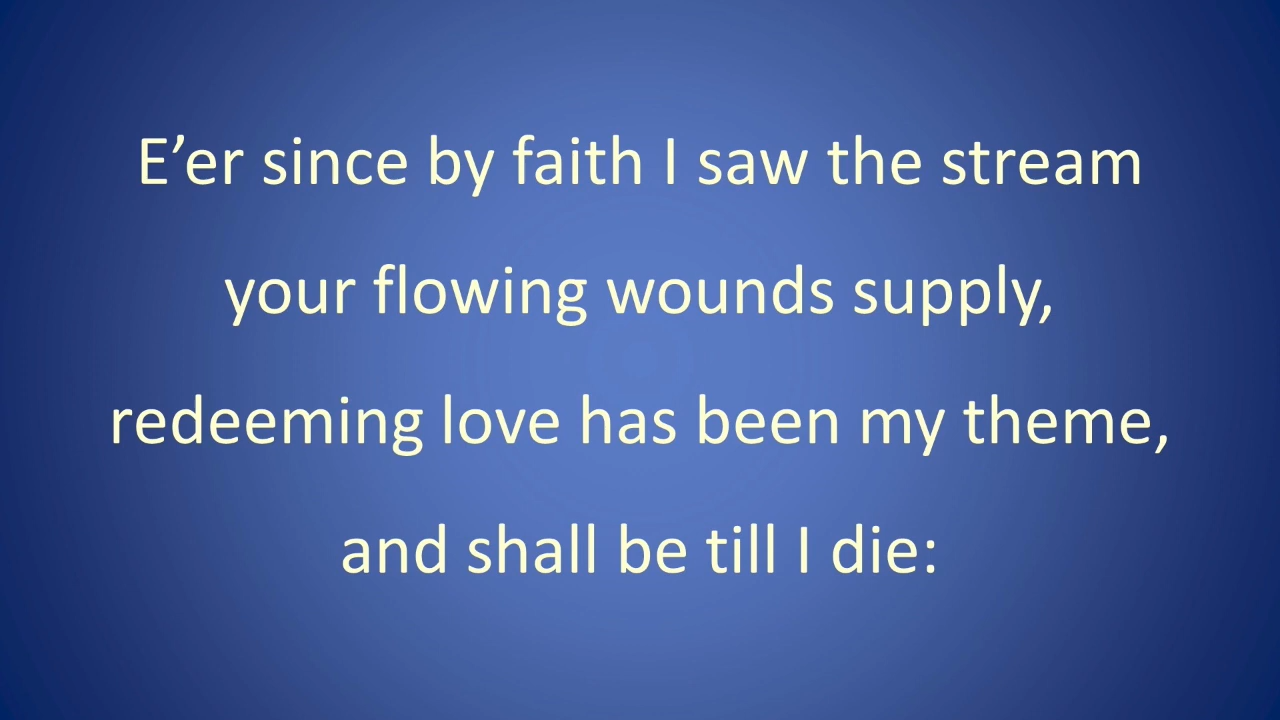 E’er since by faith I saw the stream
your flowing wounds supply,
redeeming love has been my theme,
and shall be till I die: